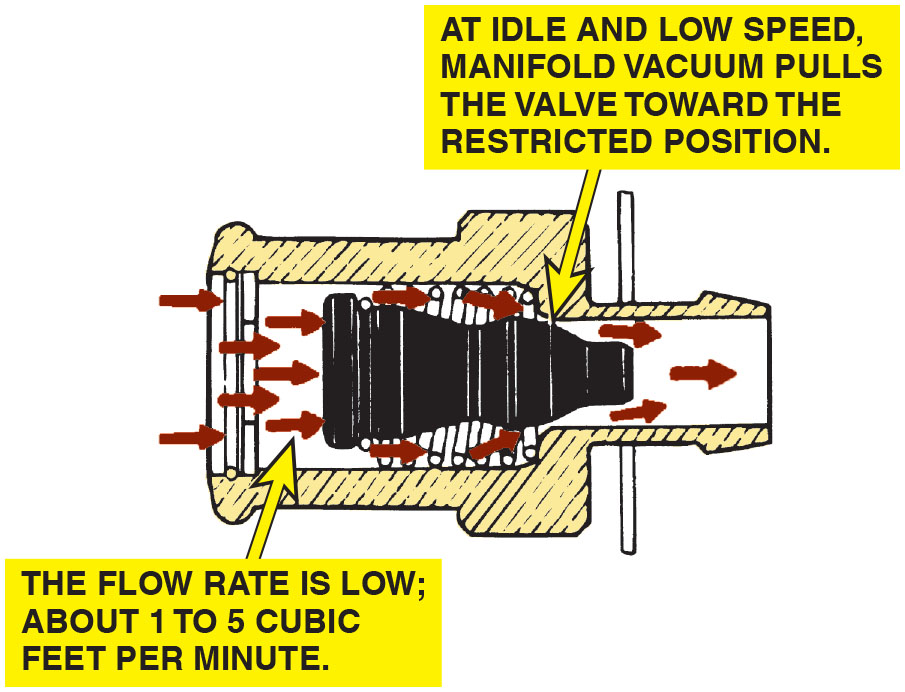 AT IDLE AND LOW SPEED,
MANIFOLD VACUUM PULLS
THE VALVE TOWARD THE
RESTRICTED POSITION.
THE FLOW RATE IS LOW;
ABOUT 1 TO 5 CUBIC
FEET PER MINUTE.